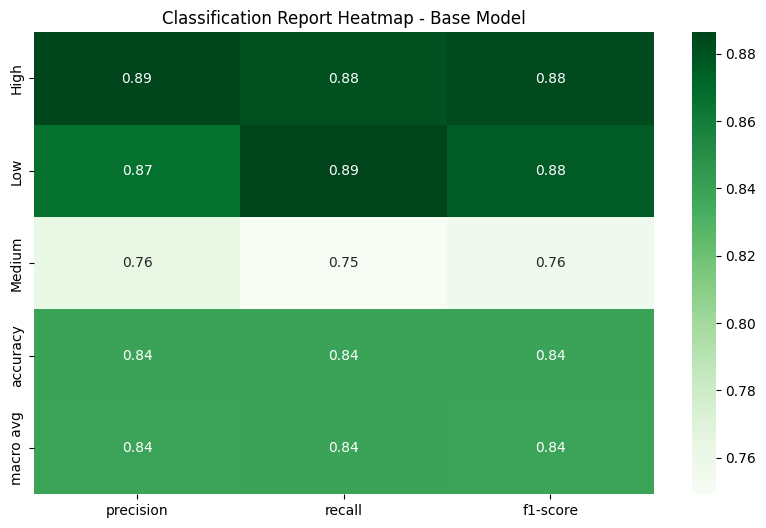 Classification Report Heatmap - Base Model
High 0.89 0.88 0.88
Low 0.87 0.89 0.88
Medium 0.76 0.75 0.76
accuracy 0.84 0.84 0.84
macro avg 0.84 0.84 0.84
precision recall f1-score
0.88
0.86
0.84
0.82
0.80
0.78
0.76